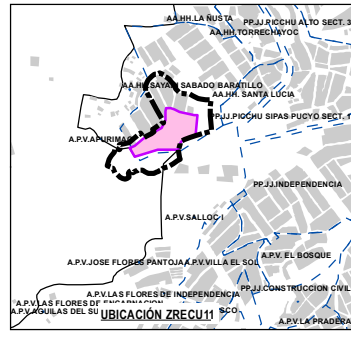 AA.HH.LA ÑUSTA
PP.JJ.PICCHU ALTO SECT. 3
AA.HH.TORRECHAYOC
AA.HH.SAYARI SABADO BARATILLO
AA.HH. SANTA LUCIA
PP.JJ.PICCHU SIPAS PUCYO SECT. 1
A.P.V.APURIMAC
PP.JJ.INDEPENDENCIA
A.P.V.SALLOC I
A.P.V. EL BOSQUE
A.P.V.JOSE FLORES PANTOJA
A.P.V.VILLA EL SOL
A.P.V.LAS FLORES DE INDEPENDENCIA
PP.JJ.CONSTRUCCION CIVIL
A.P.V.LAS FLORES DE
A.P.V.AGUILAS DEL SU
SCO
UBICACIÓN ZRECU11
A.P.V.LA PRADERA